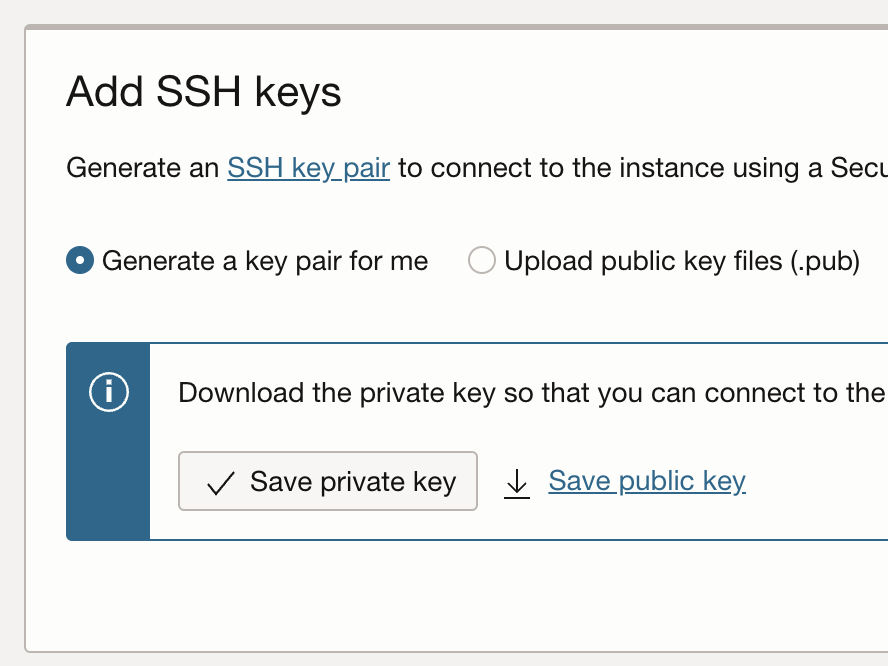 Add SSH keys
Generate an SSH key pair to connect to the instance using a
Generate a key pair for me Upload public key files (.pub)
Download the private key so that you can connect to the
Save private key Save public key